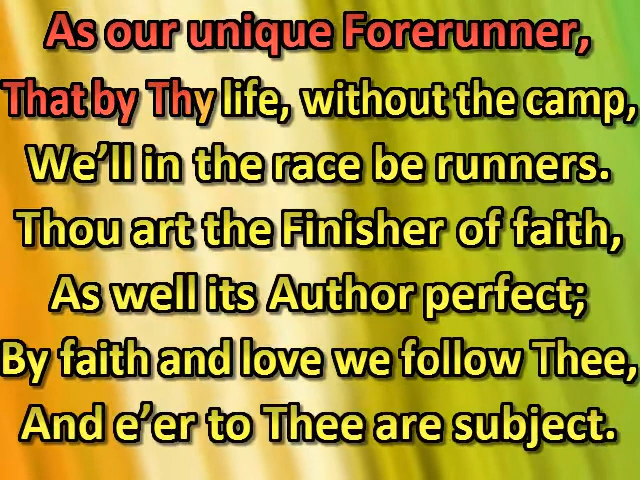 As our unique Forerunner,
That by Thy life, without the camp,
We’ll in the race be runners.
Thou art the Finisher of faith,
As well its Author perfect;
By faith and love we follow Thee,
And e’er to Thee are subject.